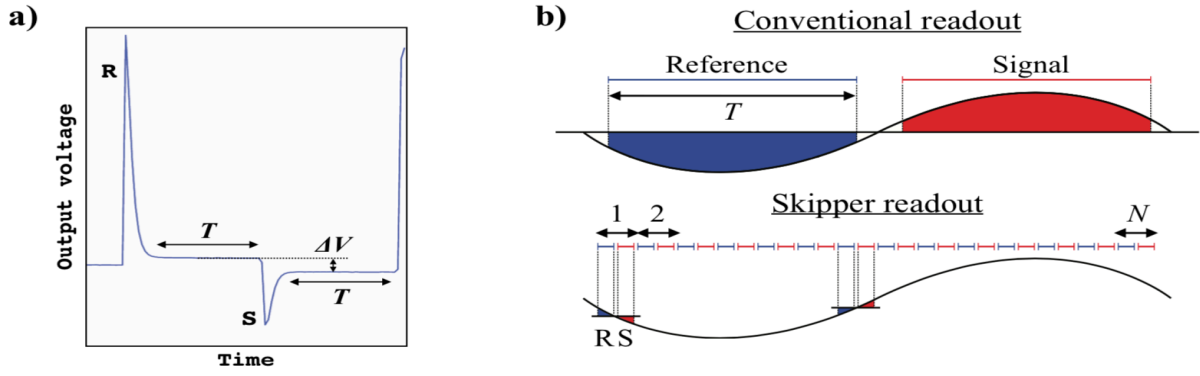 a)
R
Output voltage
T
ΔV
T
S
Time
b)
Conventional readout
Reference
Signal
T
Skipper readout
1
2
N
R S